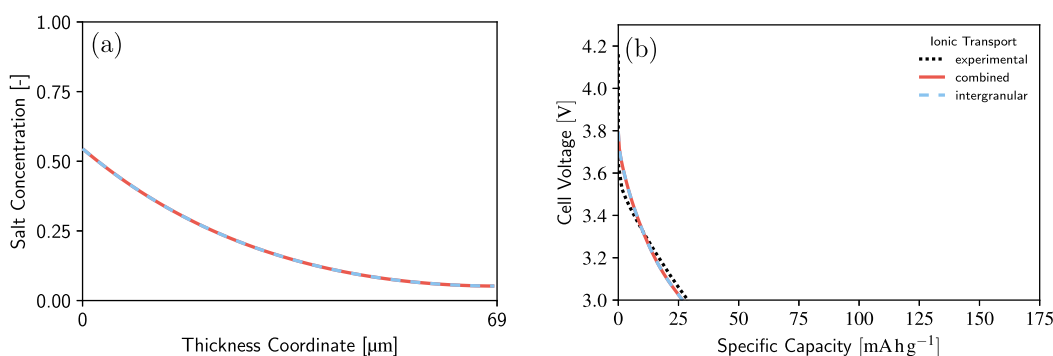 (a)
Salt Concentration [-]
1.00
0.75
0.50
0.25
0.00
0
69
Thickness Coordinate [µm]
(b)
Cell Voltage [V]
4.2
4.0
3.8
3.6
3.4
3.2
3.0
Ionic Transport
experimental
combined
intergranular
0
25
50
75
100
125
150
175
Specific Capacity [mAh g⁻¹]